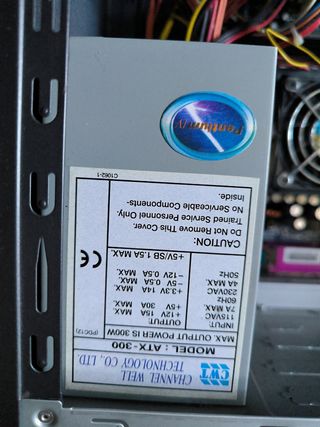 CWT
CHANNEL WELL
TECHNOLOGY CO., LTD.
MODEL : ATX-300
MAX. OUTPUT POWER IS 300W
INPUT:
115VAC 7A MAX.
60Hz
230VAC 4A MAX.
50Hz
OUTPUT:
+12V 15A MAX.
+5V 30A MAX.
+3.3V 14A MAX.
−5V 0.5A MAX.
−12V 0.5A MAX.
+5V/SB 1.5A MAX.
CAUTION:
Do Not Remove This Cover.
Trained Service Personnel Only.
No Serviceable Components-
Inside.
CE
C1062-1
Pentium IV